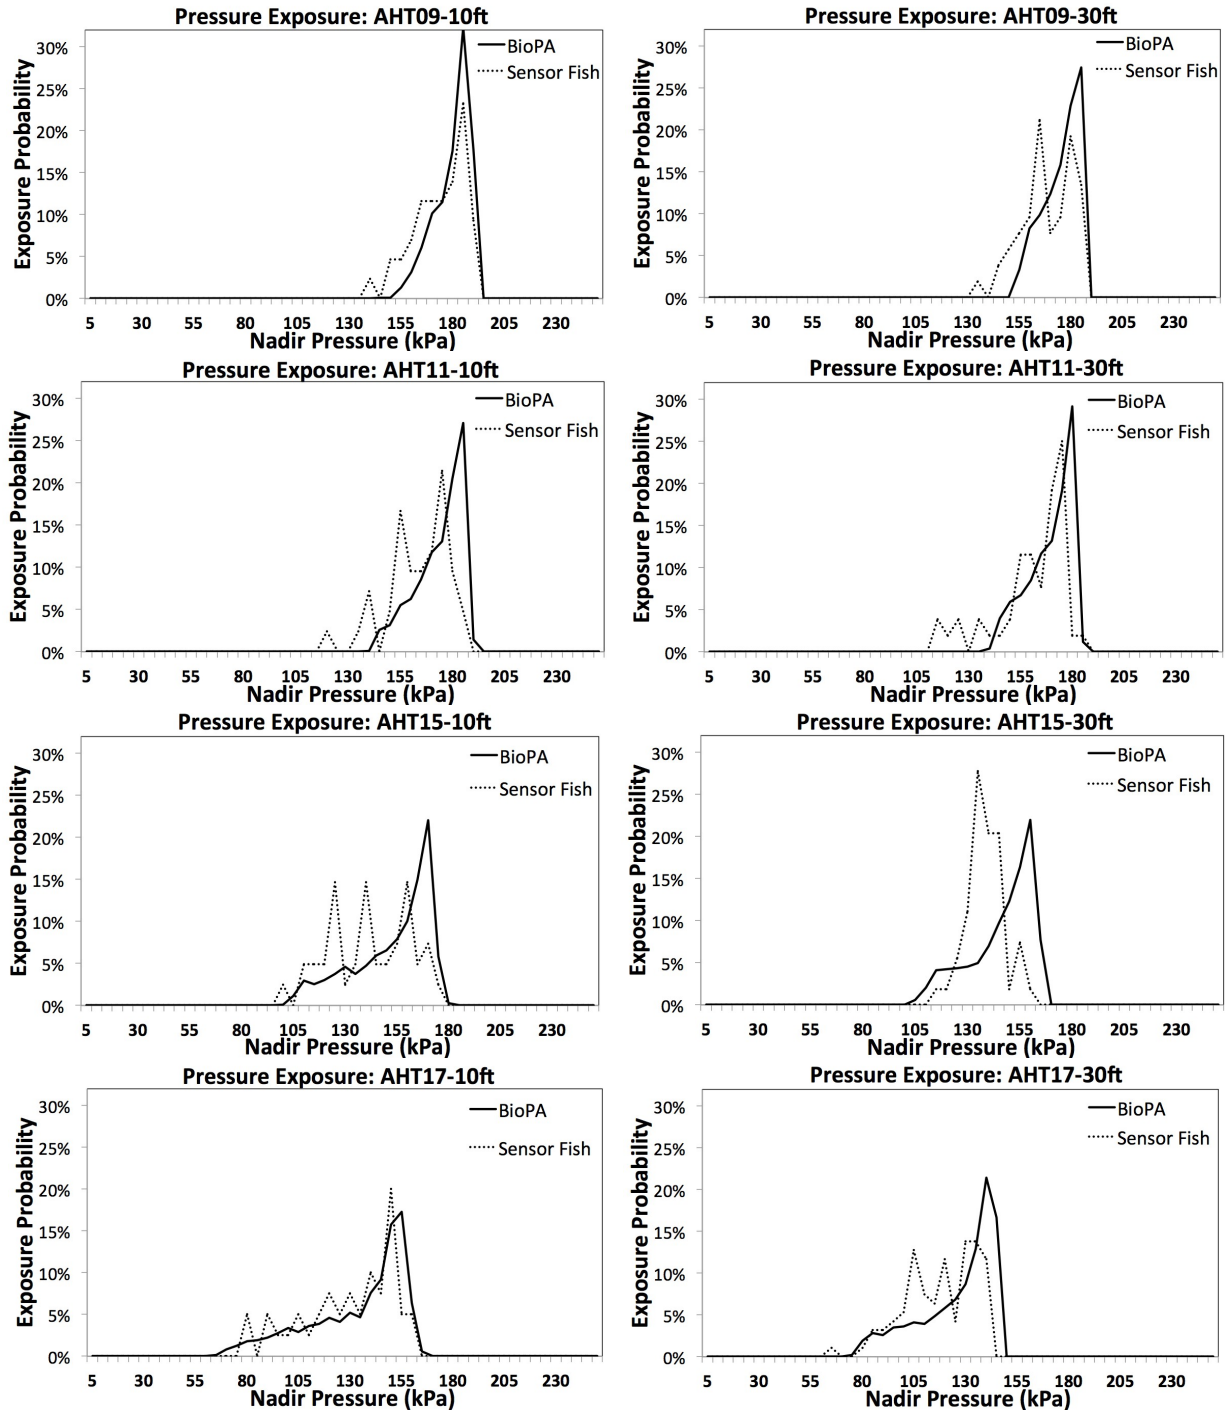 Pressure Exposure: AHT09-10ft
Exposure Probability
30%
25%
20%
15%
10%
5%
0%
BioPA
Sensor Fish
5 30 55 80 105 130 155 180 205 230
Nadir Pressure (kPa)
Pressure Exposure: AHT09-30ft
Exposure Probability
30%
25%
20%
15%
10%
5%
0%
BioPA
Sensor Fish
5 30 55 80 105 130 155 180 205 230
Nadir Pressure (kPa)
Pressure Exposure: AHT11-10ft
Exposure Probability
30%
25%
20%
15%
10%
5%
0%
BioPA
Sensor Fish
5 30 55 80 105 130 155 180 205 230
Nadir Pressure (kPa)
Pressure Exposure: AHT11-30ft
Exposure Probability
30%
25%
20%
15%
10%
5%
0%
BioPA
Sensor Fish
5 30 55 80 105 130 155 180 205 230
Nadir Pressure (kPa)
Pressure Exposure: AHT15-10ft
Exposure Probability
30%
25%
20%
15%
10%
5%
0%
BioPA
Sensor Fish
5 30 55 80 105 130 155 180 205 230
Nadir Pressure (kPa)
Pressure Exposure: AHT15-30ft
Exposure Probability
30%
25%
20%
15%
10%
5%
0%
BioPA
Sensor Fish
5 30 55 80 105 130 155 180 205 230
Nadir Pressure (kPa)
Pressure Exposure: AHT17-10ft
Exposure Probability
30%
25%
20%
15%
10%
5%
0%
BioPA
Sensor Fish
5 30 55 80 105 130 155 180 205 230
Nadir Pressure (kPa)
Pressure Exposure: AHT17-30ft
Exposure Probability
30%
25%
20%
15%
10%
5%
0%
BioPA
Sensor Fish
5 30 55 80 105 130 155 180 205 230
Nadir Pressure (kPa)